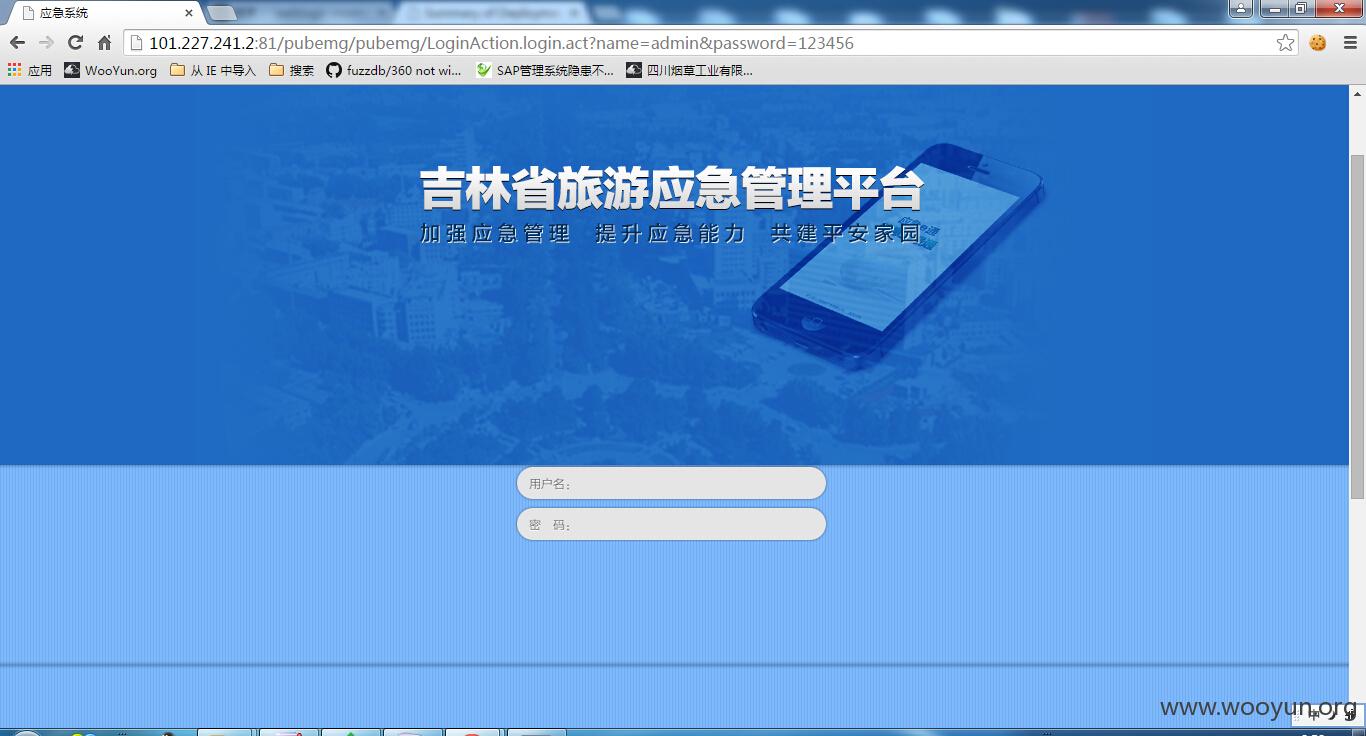 应急系统
101.227.241.2:81/pubemg/pubemg/LoginAction.login.act?name=admin&password=123456
应用 WooYun.org 从 IE 中导入 搜索 fuzzdb/360 not wi... SAP管理系统隐患不... 四川烟草工业有限...
吉林省旅游应急管理平台
加强应急管理 提升应急能力 共建平安家园
用户名：
密 码：
www.wooyun.org
中